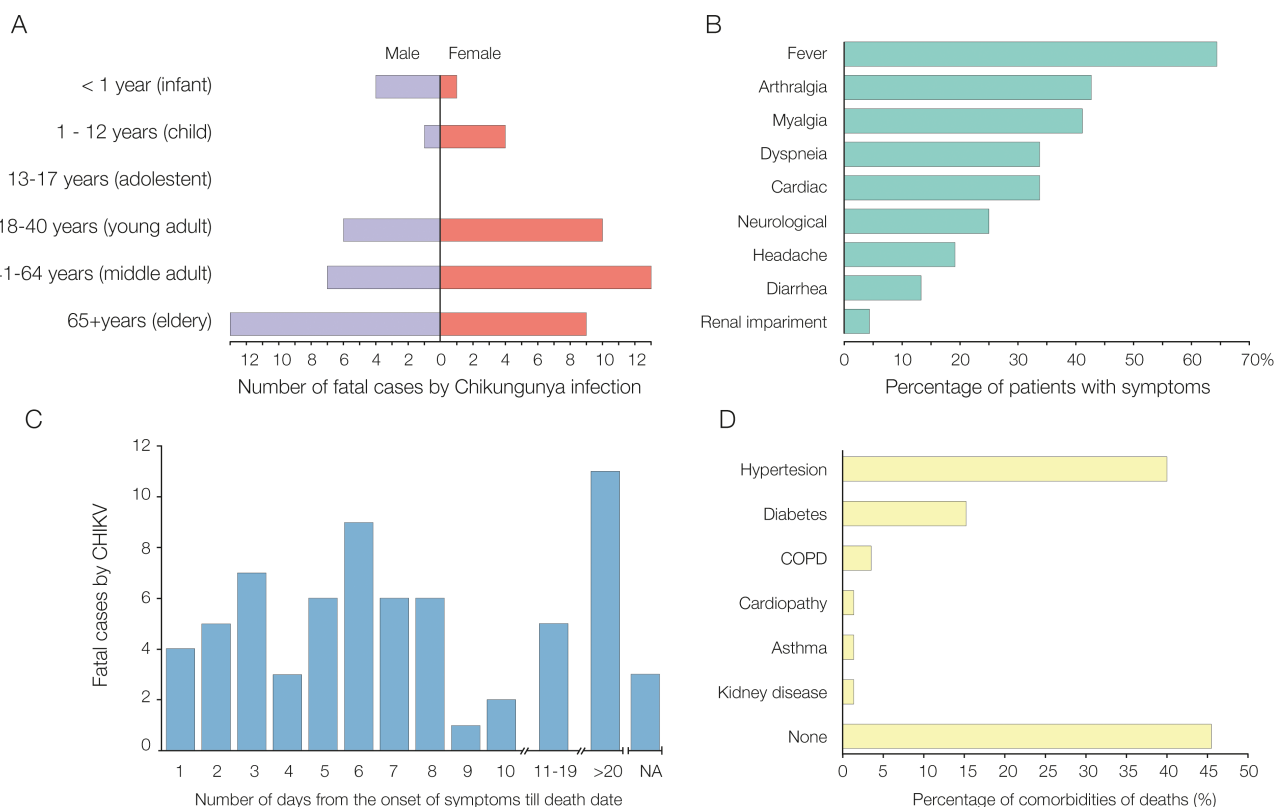 A
Male Female
< 1 year (infant)
1 - 12 years (child)
13-17 years (adolestent)
18-40 years (young adult)
1-64 years (middle adult)
65+years (eldery)
12 10 8 6 4 2 0 2 4 6 8 10 12
Number of fatal cases by Chikungunya infection
B
Fever
Arthralgia
Myalgia
Dyspneia
Cardiac
Neurological
Headache
Diarrhea
Renal impariment
0 10 20 30 40 50 60 70%
Percentage of patients with symptoms
C
Fatal cases by CHIKV
12
10
8
6
4
2
0
1 2 3 4 5 6 7 8 9 10 11-19 >20 NA
Number of days from the onset of symptoms till death date
D
Hypertesion
Diabetes
COPD
Cardiopathy
Asthma
Kidney disease
None
0 5 10 15 20 25 30 35 40 45 50
Percentage of comorbidities of deaths (%)